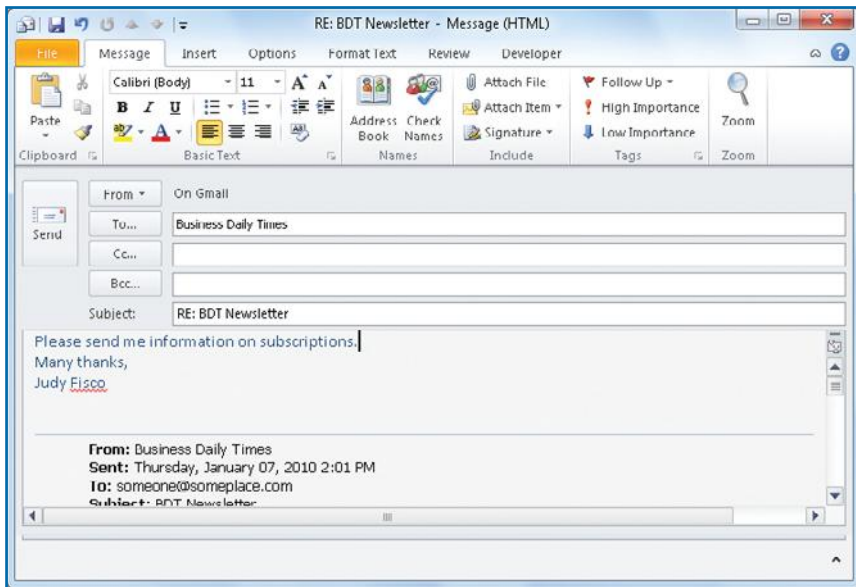 RE: BDT Newsletter - Message (HTML)
File Message Insert Options Format Text Review Developer
Calibri (Body) 11 A A Attach File Follow Up
B I U Attach Item High Importance
Paste Address Check Signature Low Importance Zoom
Book Names
Clipboard Basic Text Names Include Tags Zoom
From On Gmail
Send To... Business Daily Times
Cc...
Bcc...
Subject: RE: BDT Newsletter
Please send me information on subscriptions.
Many thanks,
Judy Fisco
From: Business Daily Times
Sent: Thursday, January 07, 2010 2:01 PM
To: someone@someplace.com
Subject: BDT Newsletter